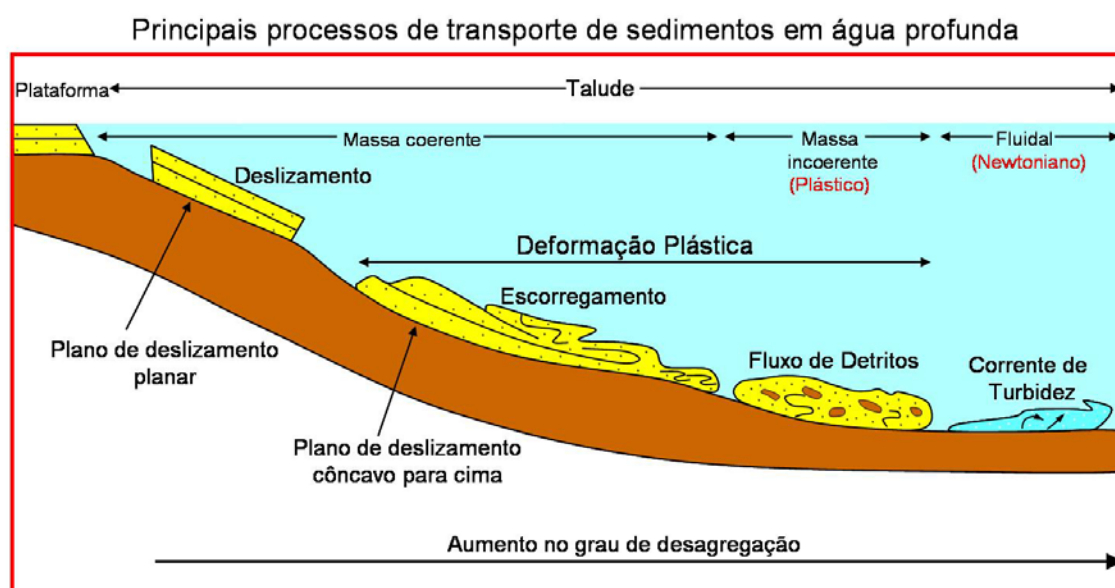 Principais processos de transporte de sedimentos em água profunda
Plataforma
Talude
Massa coerente
Massa
incoerente
(Plástico)
Fluidal
(Newtoniano)
Deslizamento
Deformação Plástica
Escorregamento
Plano de deslizamento
planar
Fluxo de Detritos
Corrente de
Turbidez
Plano de deslizamento
côncavo para cima
Aumento no grau de desagregação